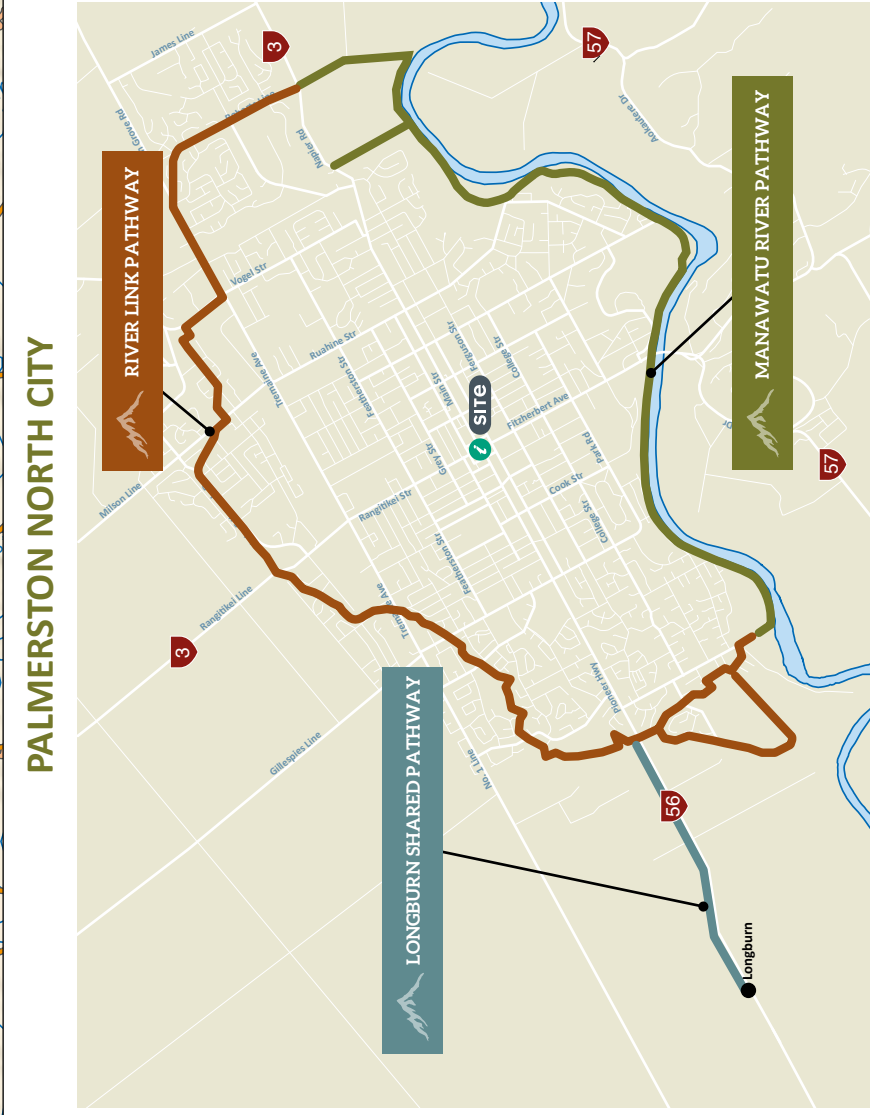 PALMERSTON NORTH CITY
RIVER LINK PATHWAY
Milson Line
Grove Rd
James Line
3
Rangitikei Line
3
Vogel Str
Gillespies Line
Tremaine Ave
Ruahine Str
Napier Rd
Featherston Str
Rangitikei Str
Ave
LONGBURN SHARED PATHWAY
Grey Str
Main Str
Ferguson Str
Featherston Str
No. 1 Line
i SITE
College Str
Fitzherbert Ave
Cook Str
Park Rd
College Str
Pioneer Hwy
57
Aokautere Dr
56
Longburn
Dr
MANAWATU RIVER PATHWAY
57